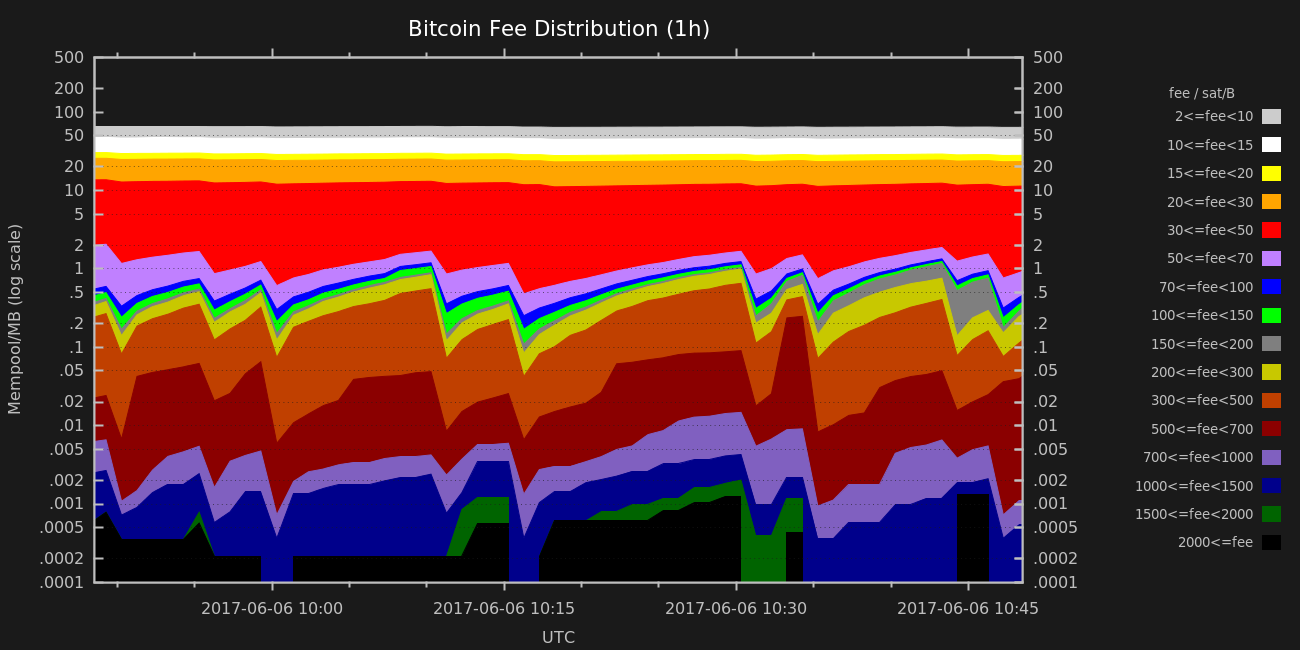 Bitcoin Fee Distribution (1h)
500
200
100
50
20
10
5
2
1
.5
.2
.1
.05
.02
.01
.005
.002
.001
.0005
.0002
.0001
Mempool/MB (log scale)
500
200
100
50
20
10
5
2
1
.5
.2
.1
.05
.02
.01
.005
.002
.001
.0005
.0002
.0001
2017-06-06 10:00 2017-06-06 10:15 2017-06-06 10:30 2017-06-06 10:45
UTC
fee / sat/B
2<=fee<10
10<=fee<15
15<=fee<20
20<=fee<30
30<=fee<50
50<=fee<70
70<=fee<100
100<=fee<150
150<=fee<200
200<=fee<300
300<=fee<500
500<=fee<700
700<=fee<1000
1000<=fee<1500
1500<=fee<2000
2000<=fee